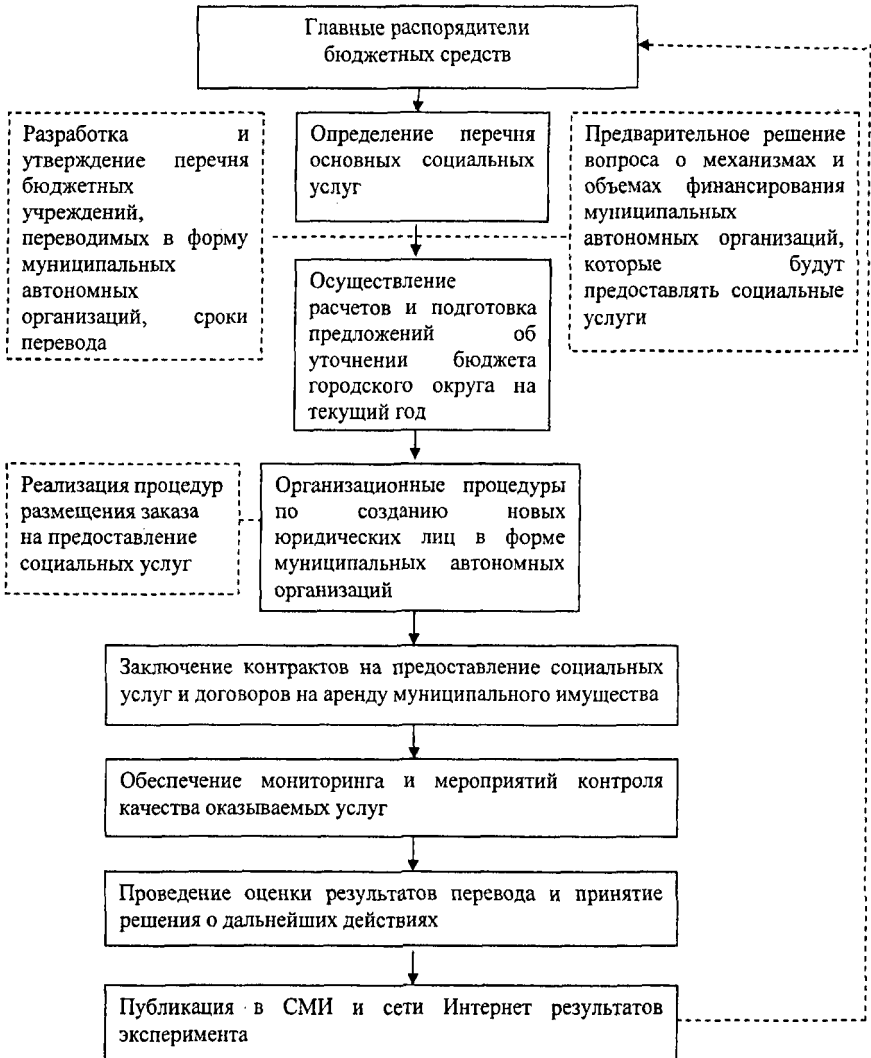 Главные распорядители
бюджетных средств
Разработка и
утверждение перечня
бюджетных
учреждений,
переводимых в форму
муниципальных
автономных
организаций, сроки
перевода
Определение перечня
основных социальных
услуг
Предварительное решение
вопроса о механизмах и
объемах финансирования
муниципальных
автономных организаций,
которые будут
предоставлять социальные
услуги
Осуществление
расчетов и подготовка
предложений об
уточнении бюджета
городского округа на
текущий год
Реализация процедур
размещения заказа
на предоставление
социальных услуг
Организационные процедуры
по созданию новых
юридических лиц в форме
муниципальных автономных
организаций
Заключение контрактов на предоставление социальных
услуг и договоров на аренду муниципального имущества
Обеспечение мониторинга и мероприятий контроля
качества оказываемых услуг
Проведение оценки результатов перевода и принятие
решения о дальнейших действиях
Публикация в СМИ и сети Интернет результатов
эксперимента